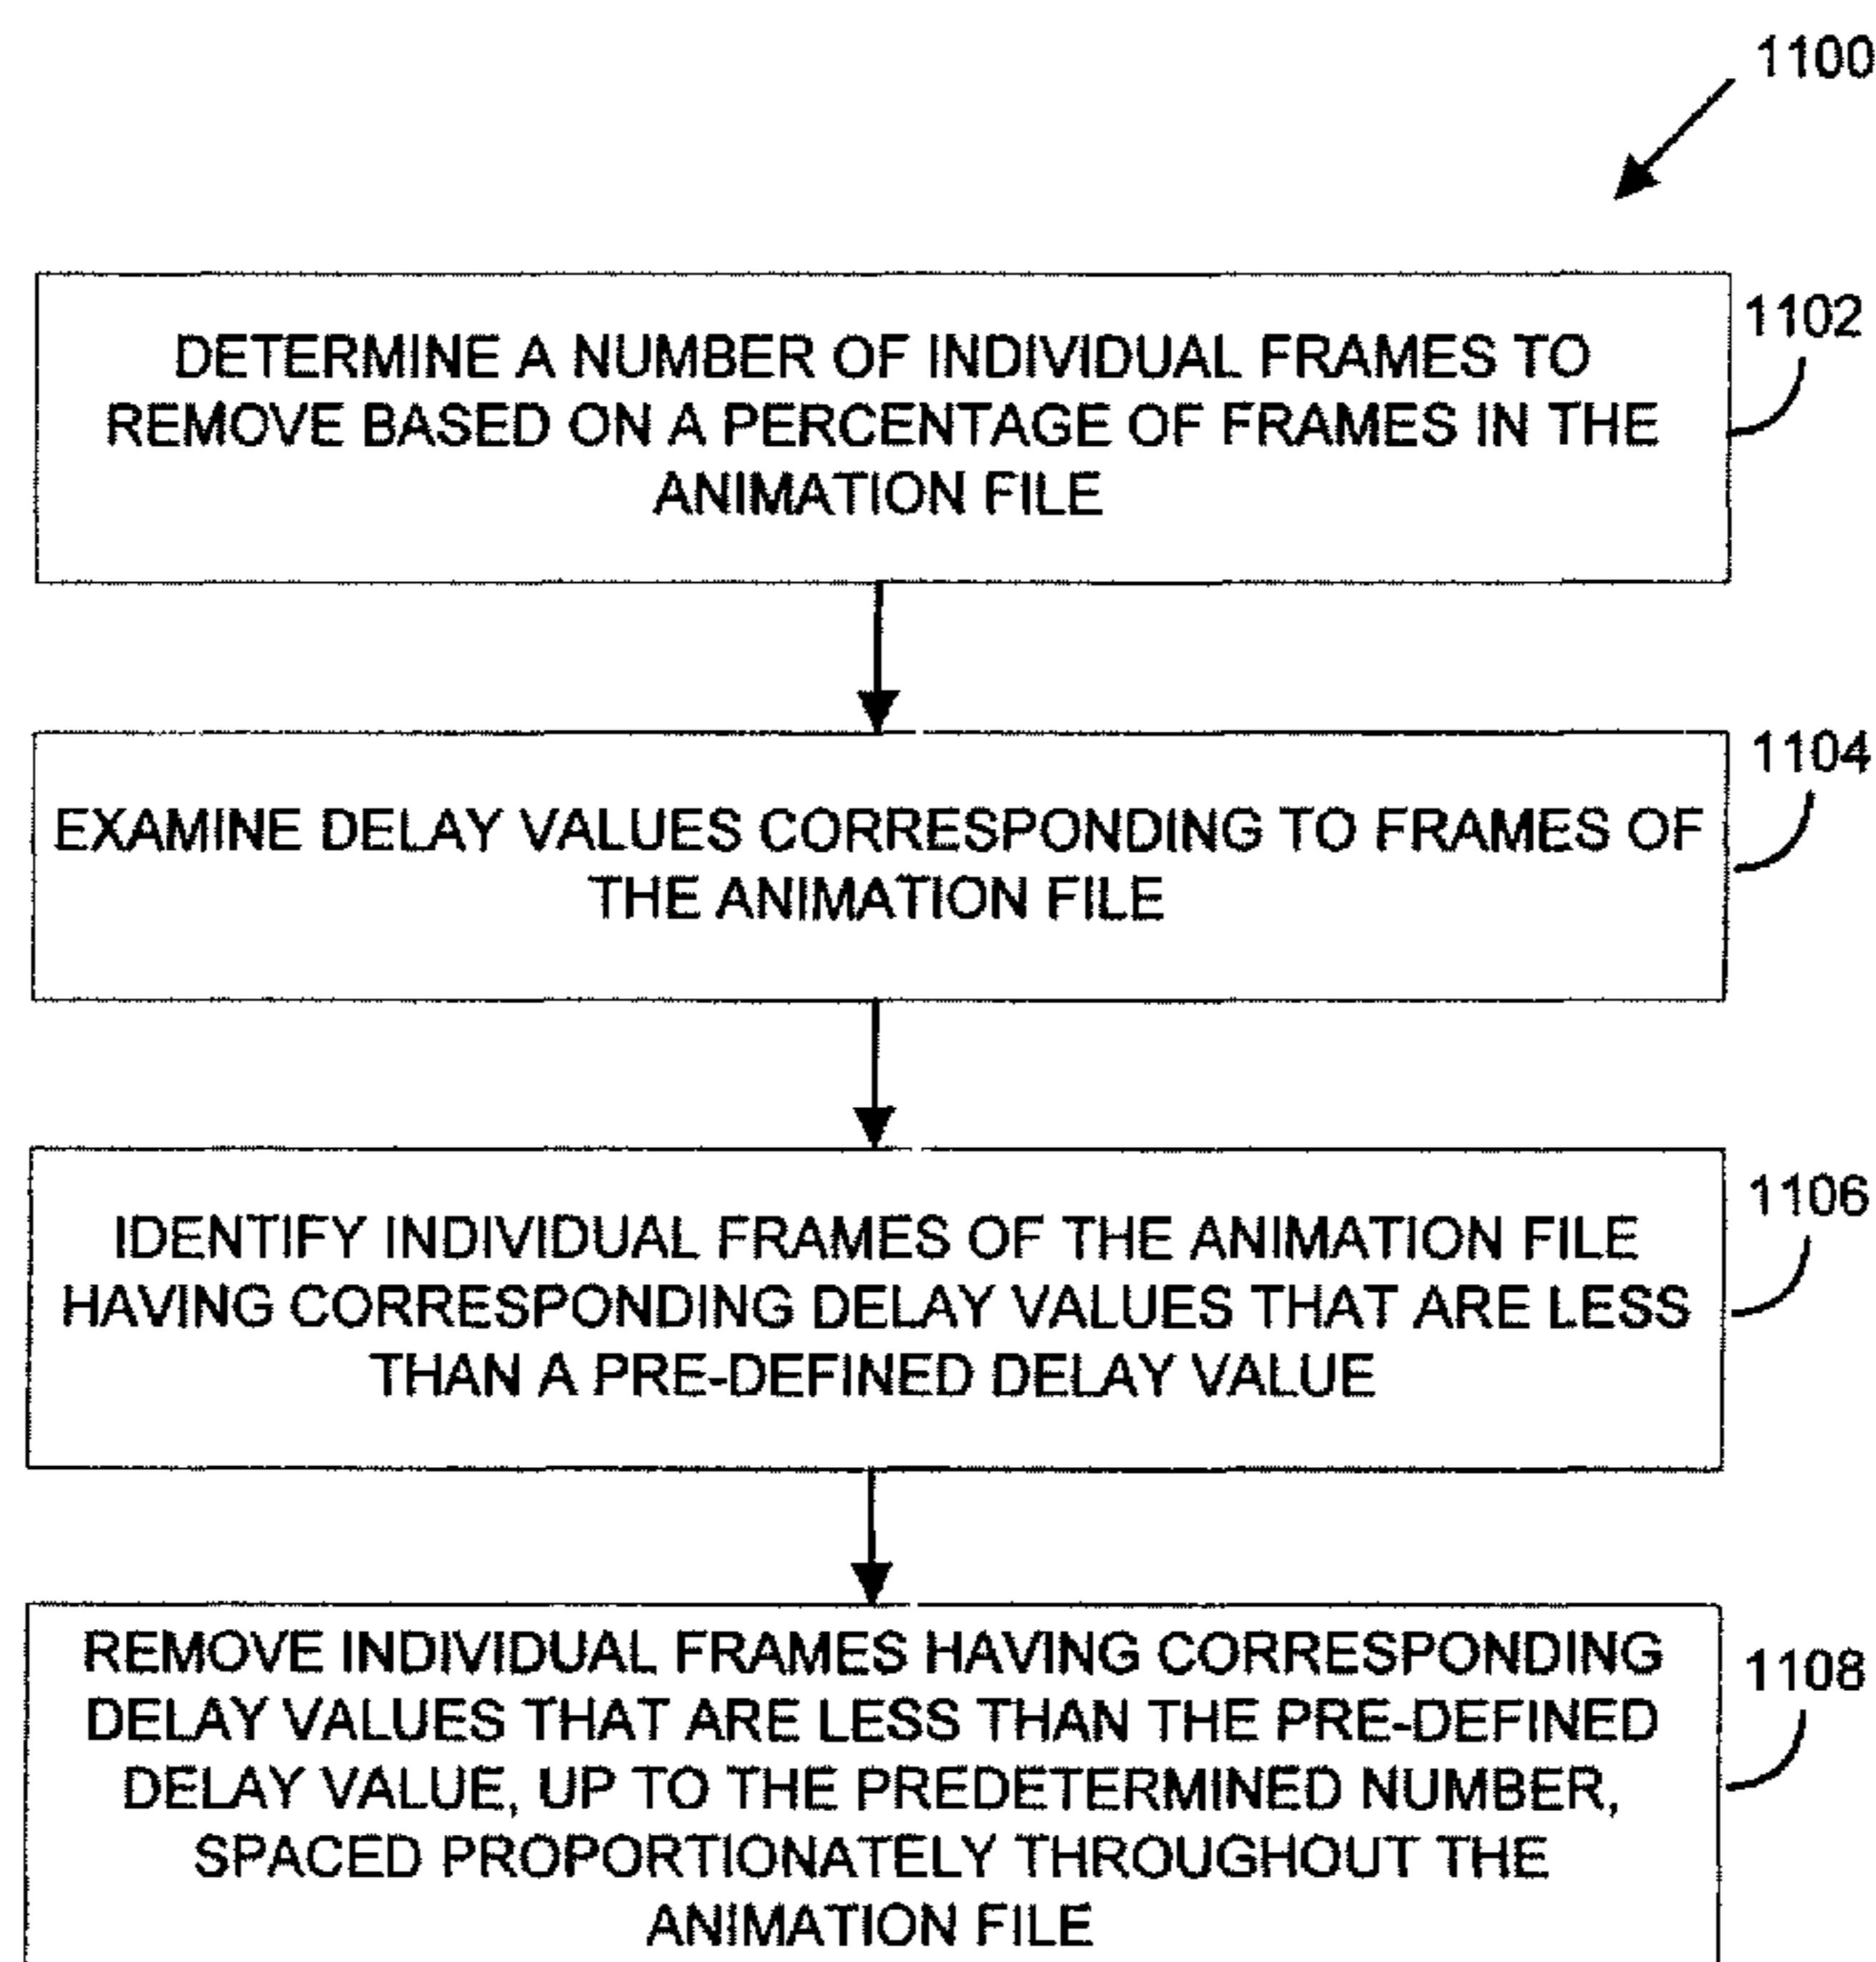 1100
DETERMINE A NUMBER OF INDIVIDUAL FRAMES TO
REMOVE BASED ON A PERCENTAGE OF FRAMES IN THE
ANIMATION FILE
1102
EXAMINE DELAY VALUES CORRESPONDING TO FRAMES OF
THE ANIMATION FILE
1104
IDENTIFY INDIVIDUAL FRAMES OF THE ANIMATION FILE
HAVING CORRESPONDING DELAY VALUES THAT ARE LESS
THAN A PRE-DEFINED DELAY VALUE
1106
REMOVE INDIVIDUAL FRAMES HAVING CORRESPONDING
DELAY VALUES THAT ARE LESS THAN THE PRE-DEFINED
DELAY VALUE, UP TO THE PREDETERMINED NUMBER,
SPACED PROPORTIONATELY THROUGHOUT THE
ANIMATION FILE
1108